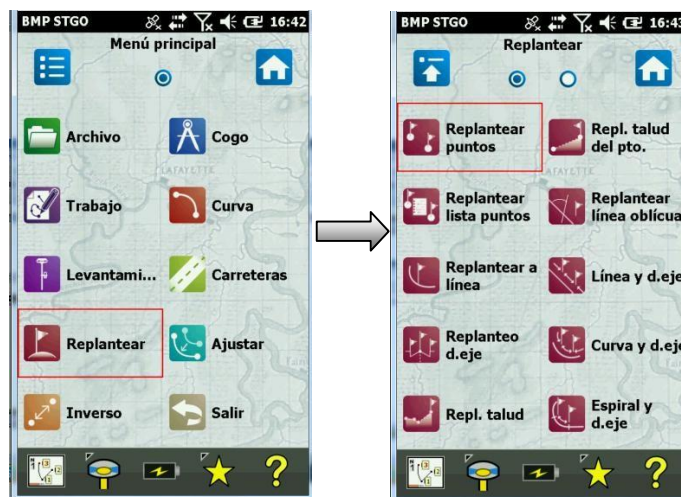 BMP STGO 16:42
Menú principal
Archivo Cogo
Trabajo Curva
Levantami... Carreteras
Replantear Ajustar
Inverso Salir
BMP STGO 16:43
Replantear
Replantear puntos
Repl. talud del pto.
Replantear lista puntos
Replantear línea oblícua
Replantear a línea
Línea y d.eje
Replanteo d.eje
Curva y d.eje
Repl. talud
Espiral y d.eje